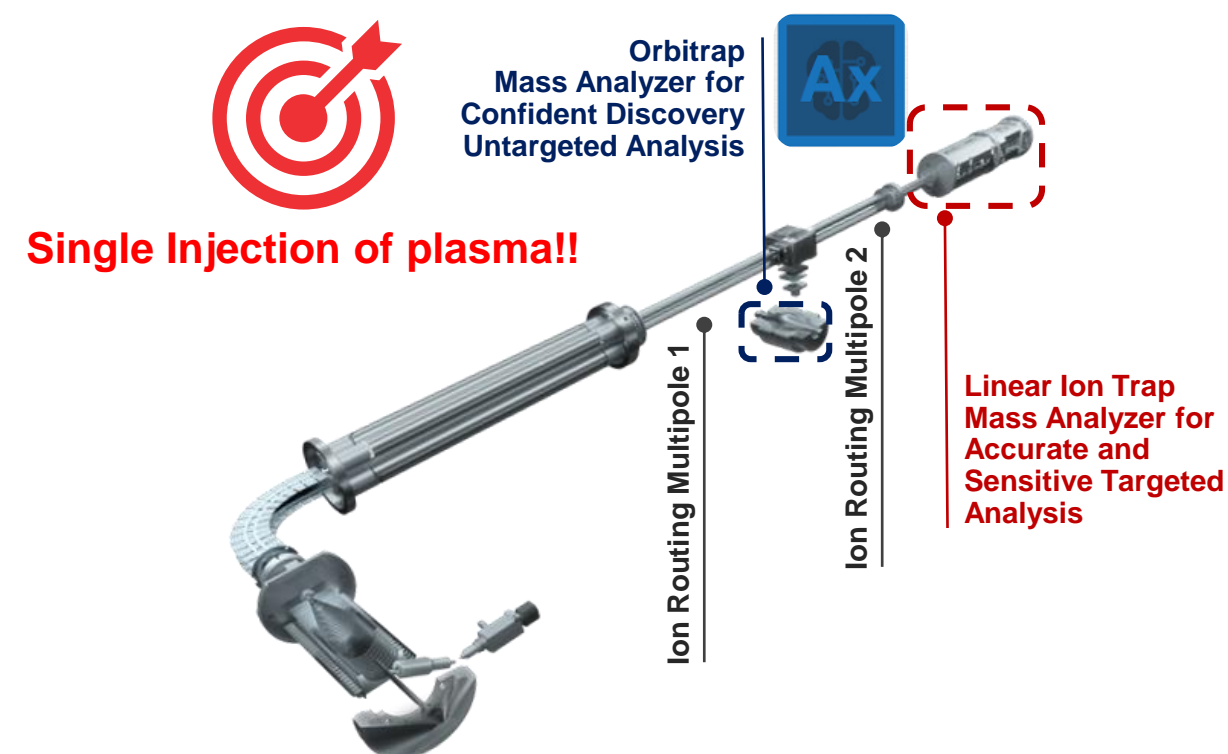 Orbitrap
Mass Analyzer for
Confident Discovery
Untargeted Analysis
Ax
Single Injection of plasma!!
Ion Routing Multipole 1
Ion Routing Multipole 2
Linear Ion Trap
Mass Analyzer for
Accurate and
Sensitive Targeted
Analysis